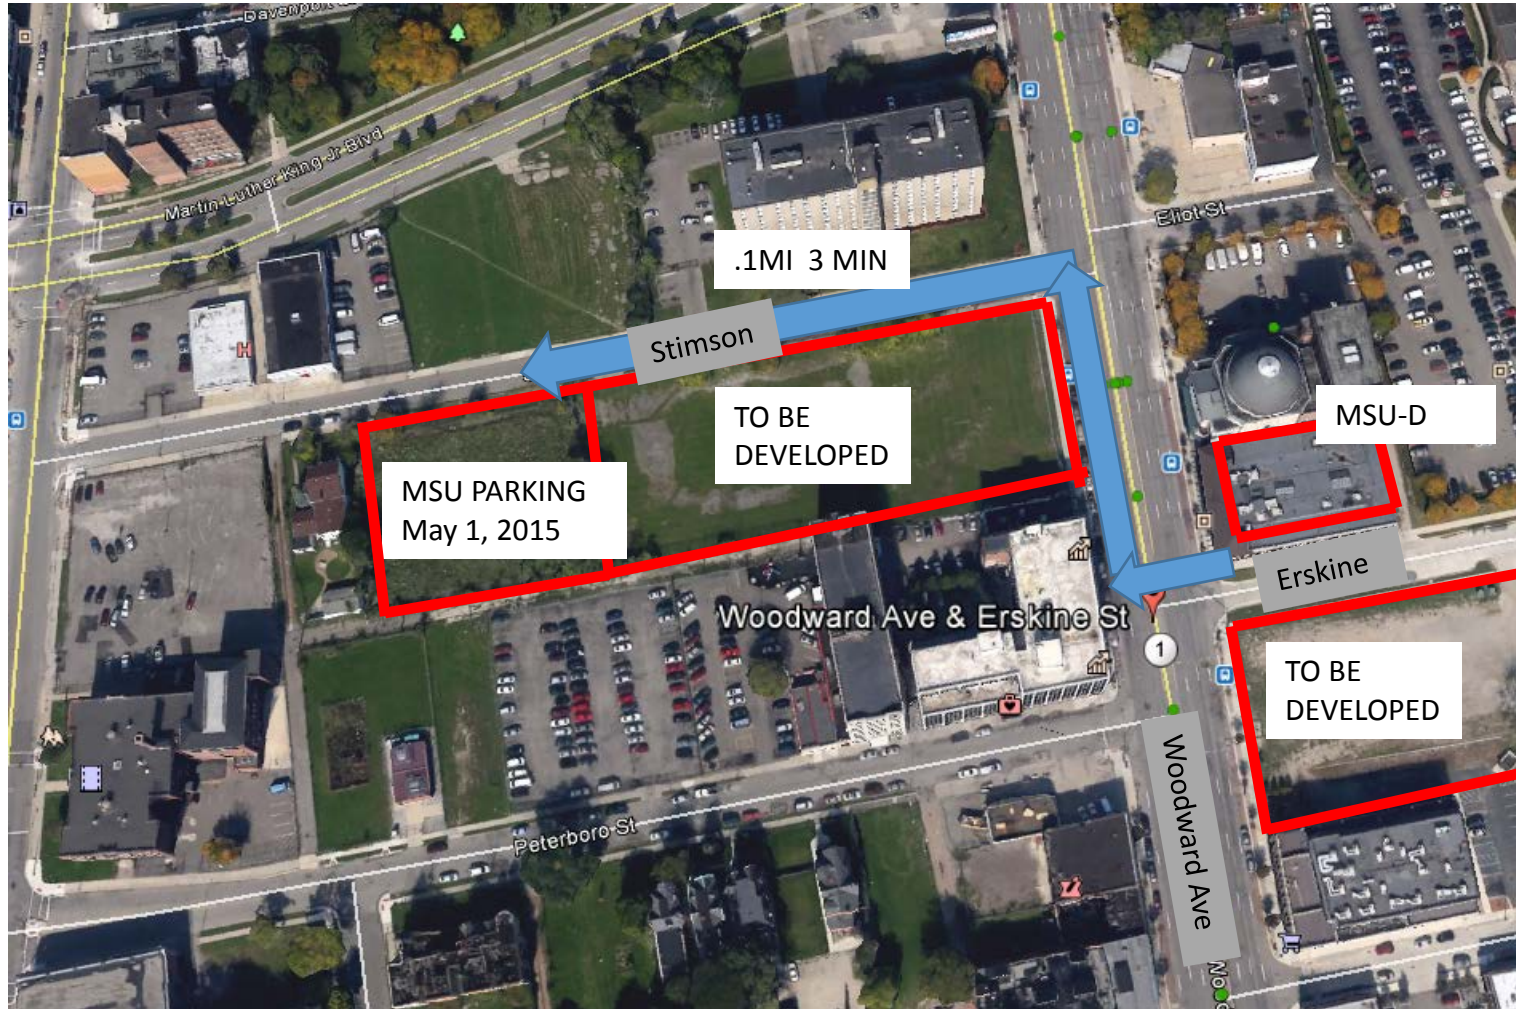 Davenport
Martin Luther King Jr Blvd
Eliot St
.1MI 3 MIN
Stimson
TO BE
DEVELOPED
MSU-D
MSU PARKING
May 1, 2015
Erskine
Woodward Ave & Erskine St
1
TO BE
DEVELOPED
Woodward Ave
Peterboro St
H